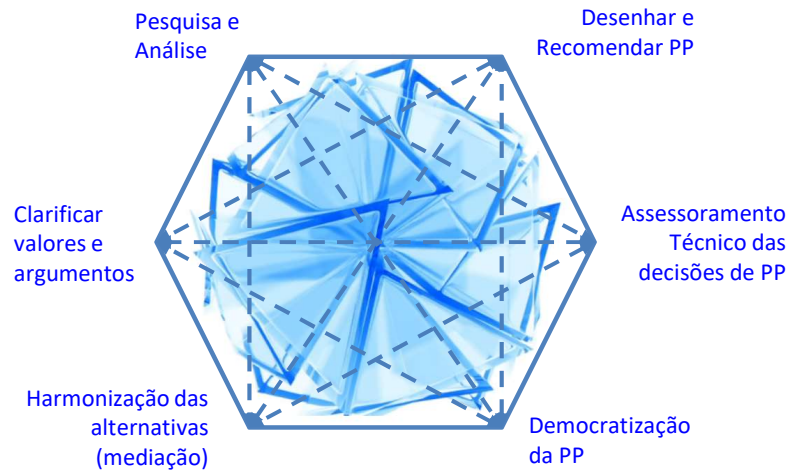 Pesquisa e
Análise
Desenhar e
Recomendar PP
Clarificar
valores e
argumentos
Assessoramento
Técnico das
decisões de PP
Harmonização das
alternativas
(mediação)
Democratização
da PP